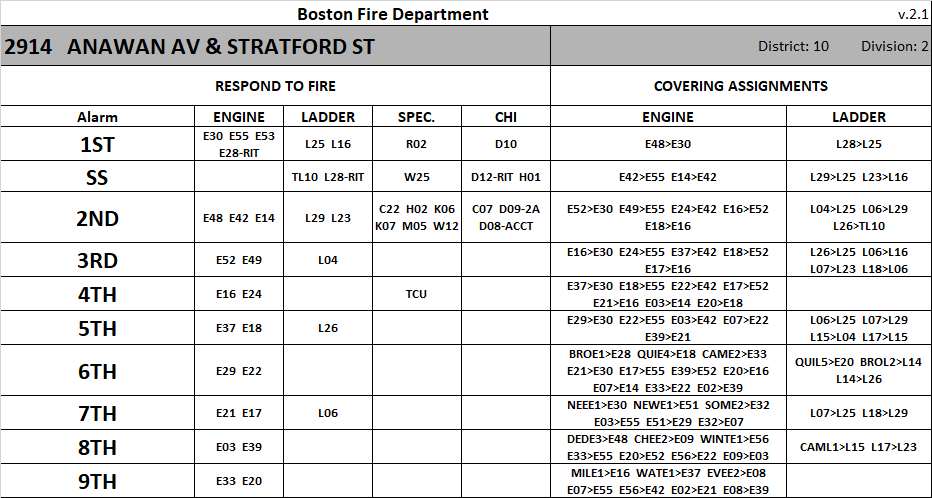 Boston Fire Department v.2.1
2914 ANAWAN AV & STRATFORD ST District: 10 Division: 2
RESPOND TO FIRE COVERING ASSIGNMENTS
Alarm ENGINE LADDER SPEC. CHI ENGINE LADDER
1ST
E30 E55 E53
E28-RIT
L25 L16
R02
D10
E48>E30
L28>L25
SS
TL10 L28-RIT
W25
D12-RIT H01
E42>E55 E14>E42
L29>L25 L23>L16
2ND
E48 E42 E14
L29 L23
C22 H02 K06
K07 M05 W12
C07 D09-2A
D08-ACCT
E52>E30 E49>E55 E24>E42 E16>E52
E18>E16
L04>L25 L06>L29
L26>TL10
3RD
E52 E49
L04
E16>E30 E24>E55 E37>E42 E18>E52
E17>E16
L26>L25 L06>L16
L07>L23 L18>L06
4TH
E16 E24
TCU
E37>E30 E18>E55 E22>E42 E17>E52
E21>E16 E03>E14 E20>E18
5TH
E37 E18
L26
E29>E30 E22>E55 E03>E42 E07>E22
E39>E21
L06>L25 L07>L29
L15>L04 L17>L15
6TH
E29 E22
BROE1>E28 QUIE4>E18 CAME2>E33
E21>E30 E17>E55 E39>E52 E20>E16
E07>E14 E33>E22 E02>E39
QUIL5>E20 BROL2>L14
L14>L26
7TH
E21 E17
L06
NEEE1>E30 NEWE1>E51 SOME2>E32
E03>E55 E51>E29 E32>E07
L07>L25 L18>L29
8TH
E03 E39
DEDE3>E48 CHEE2>E09 WINTE1>E56
E33>E55 E20>E52 E56>E22 E09>E03
CAML1>L15 L17>L23
9TH
E33 E20
MILE1>E16 WATE1>E37 EVEE2>E08
E07>E55 E56>E42 E02>E21 E08>E39